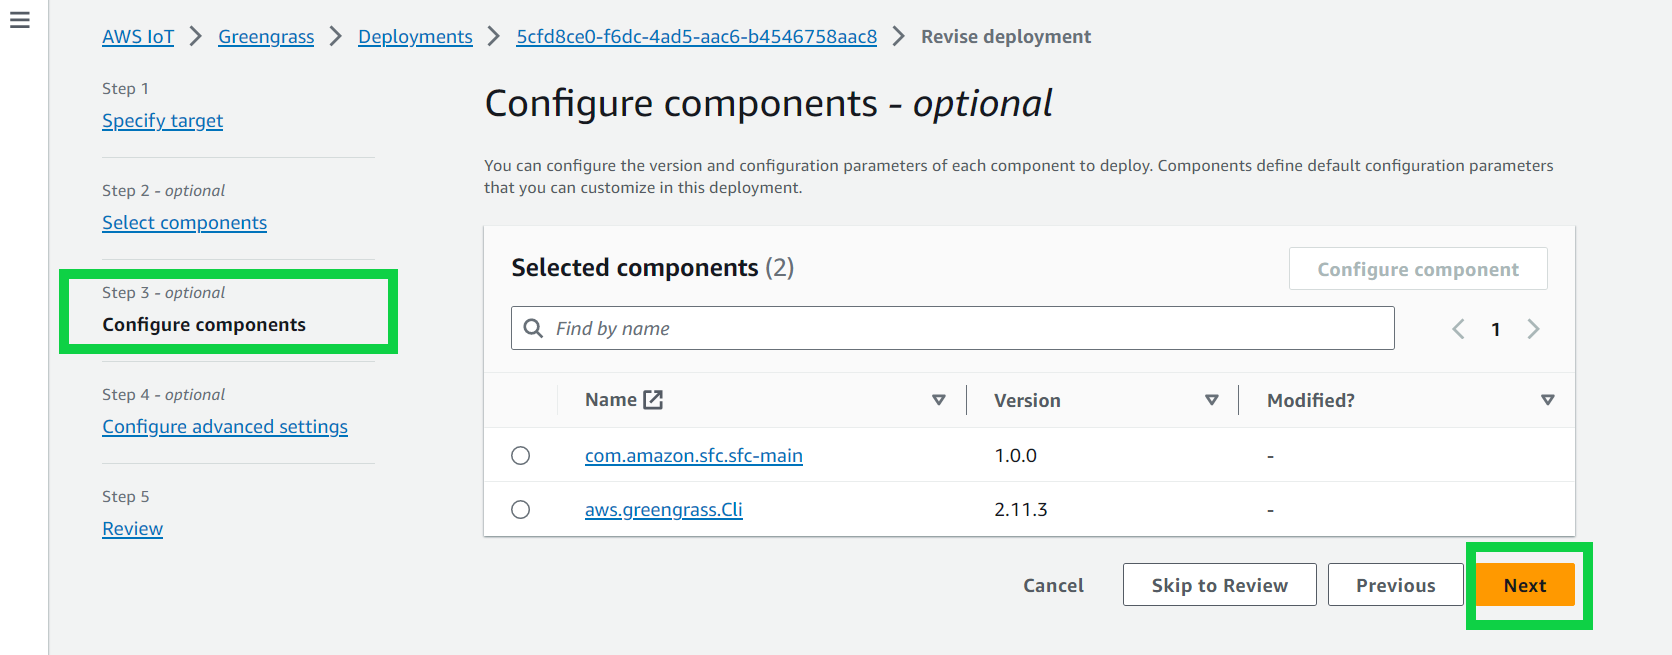 AWS IoT > Greengrass > Deployments > 5cfd8ce0-f6dc-4ad5-aac6-b4546758aac8 > Revise deployment
Step 1
Specify target
Step 2 - optional
Select components
Step 3 - optional
Configure components
Step 4 - optional
Configure advanced settings
Step 5
Review
Configure components - optional
You can configure the version and configuration parameters of each component to deploy. Components define default configuration parameters
that you can customize in this deployment.
Selected components (2)
Configure component
Find by name
1
Name Version Modified?
com.amazon.sfc.sfc-main 1.0.0 -
aws.greengrass.Cli 2.11.3 -
Cancel Skip to Review Previous Next